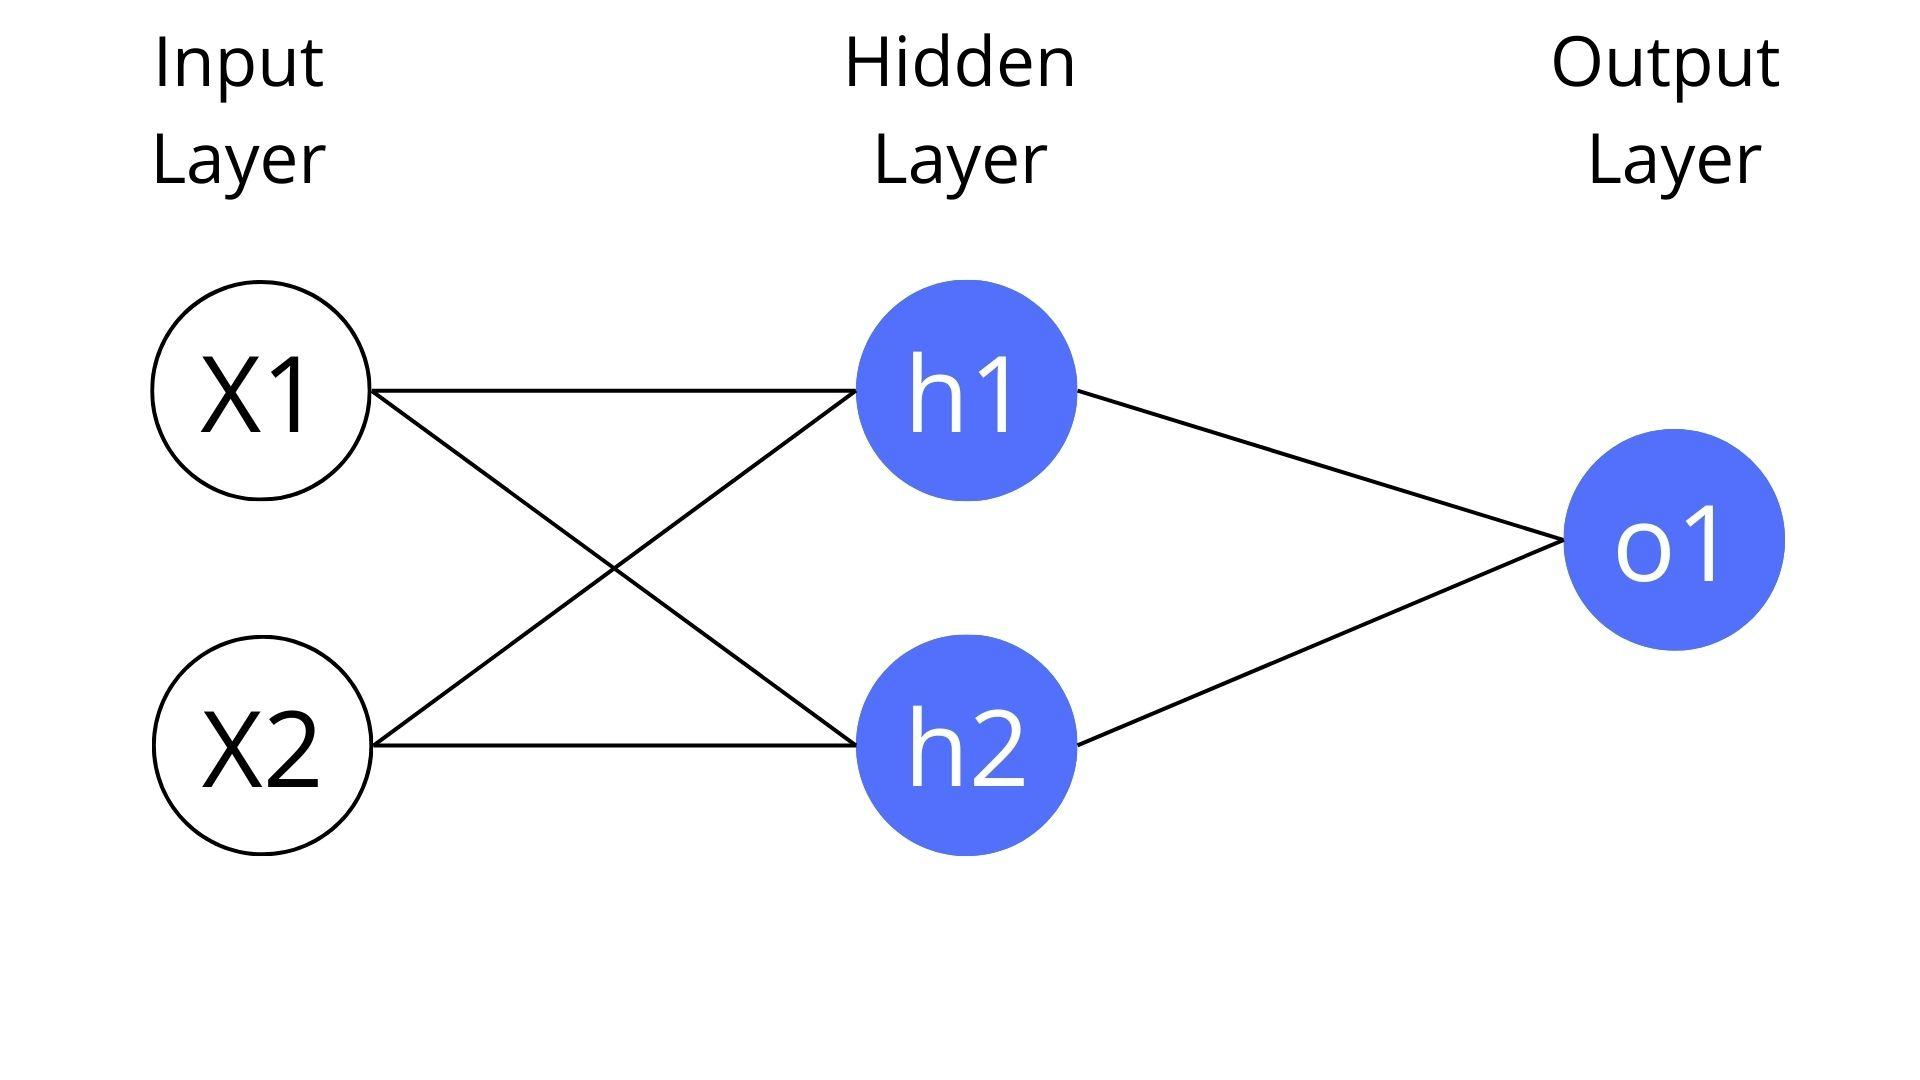 Input
Layer
Hidden
Layer
Output
Layer
X1
h1
o1
X2
h2